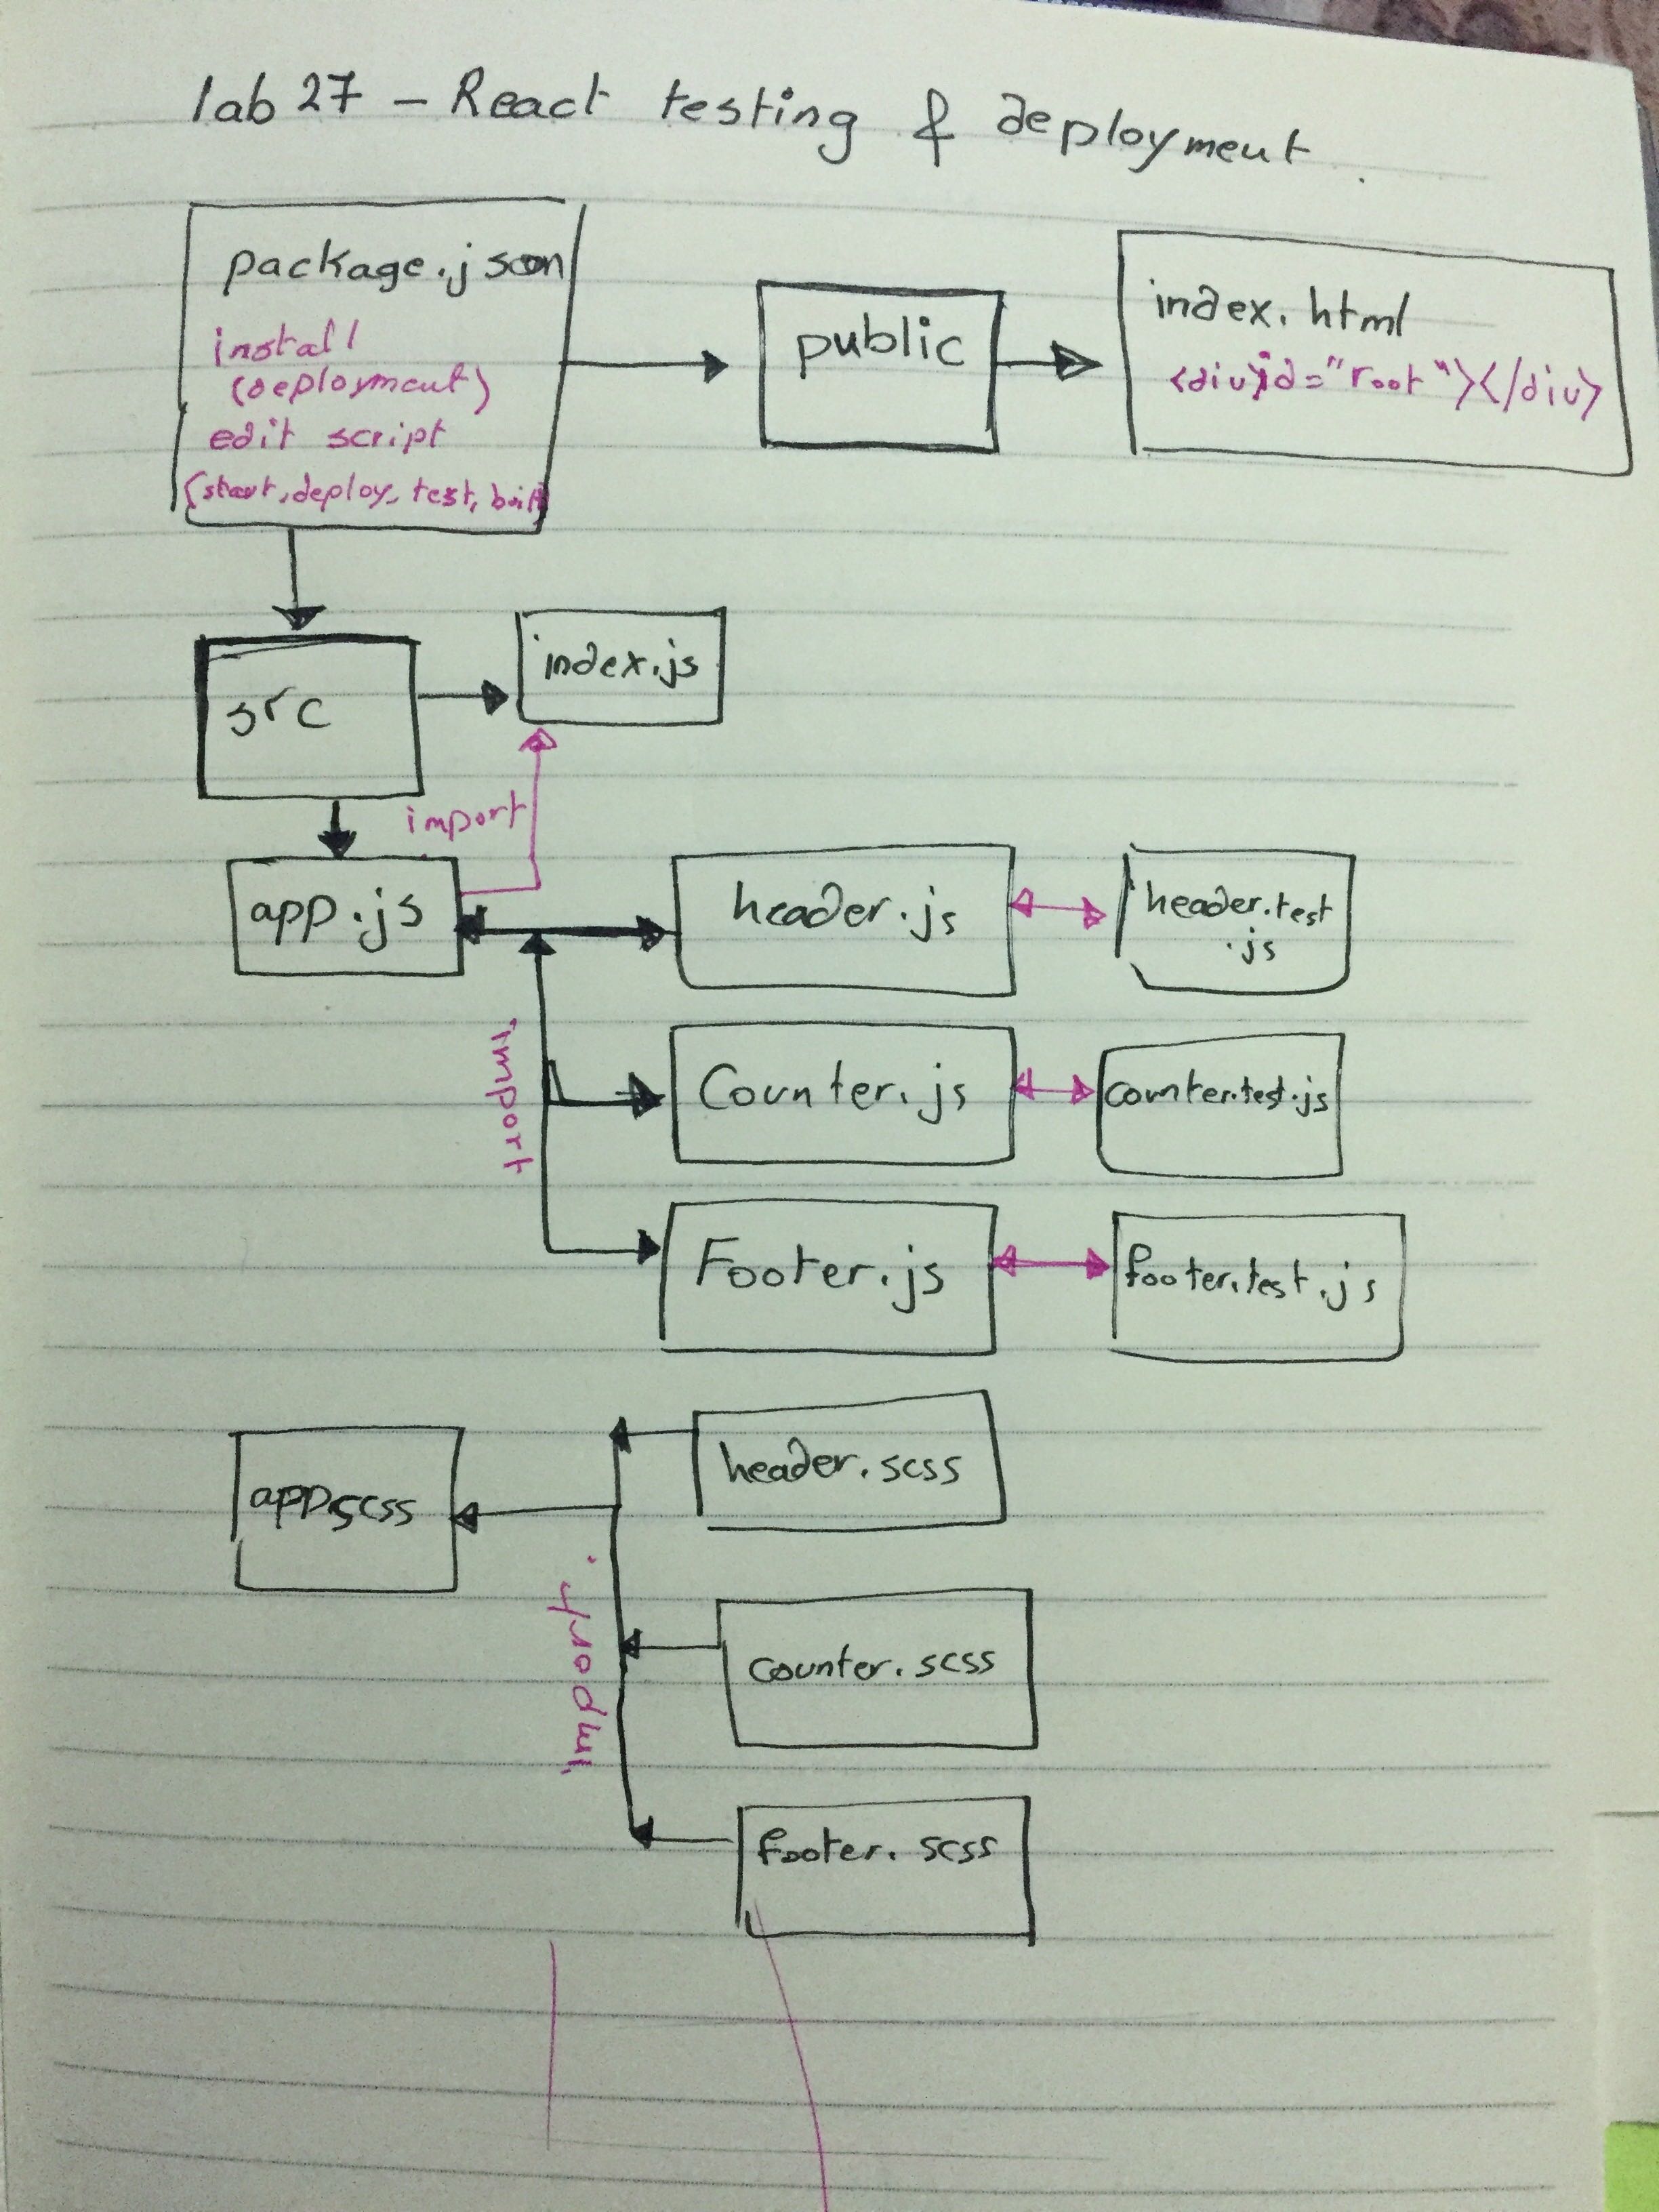 lab 27 - React testing & deployment.
package.json
install
(deployment)
edit script
(start, deploy, test, built)
public
index.html
<div id="root"></div>
src
index.js
import
app.js
header.js
header.test
.js
import
Counter.js
counter.test.js
Footer.js
footer.test.js
app.scss
header.scss
import
counter.scss
footer.scss